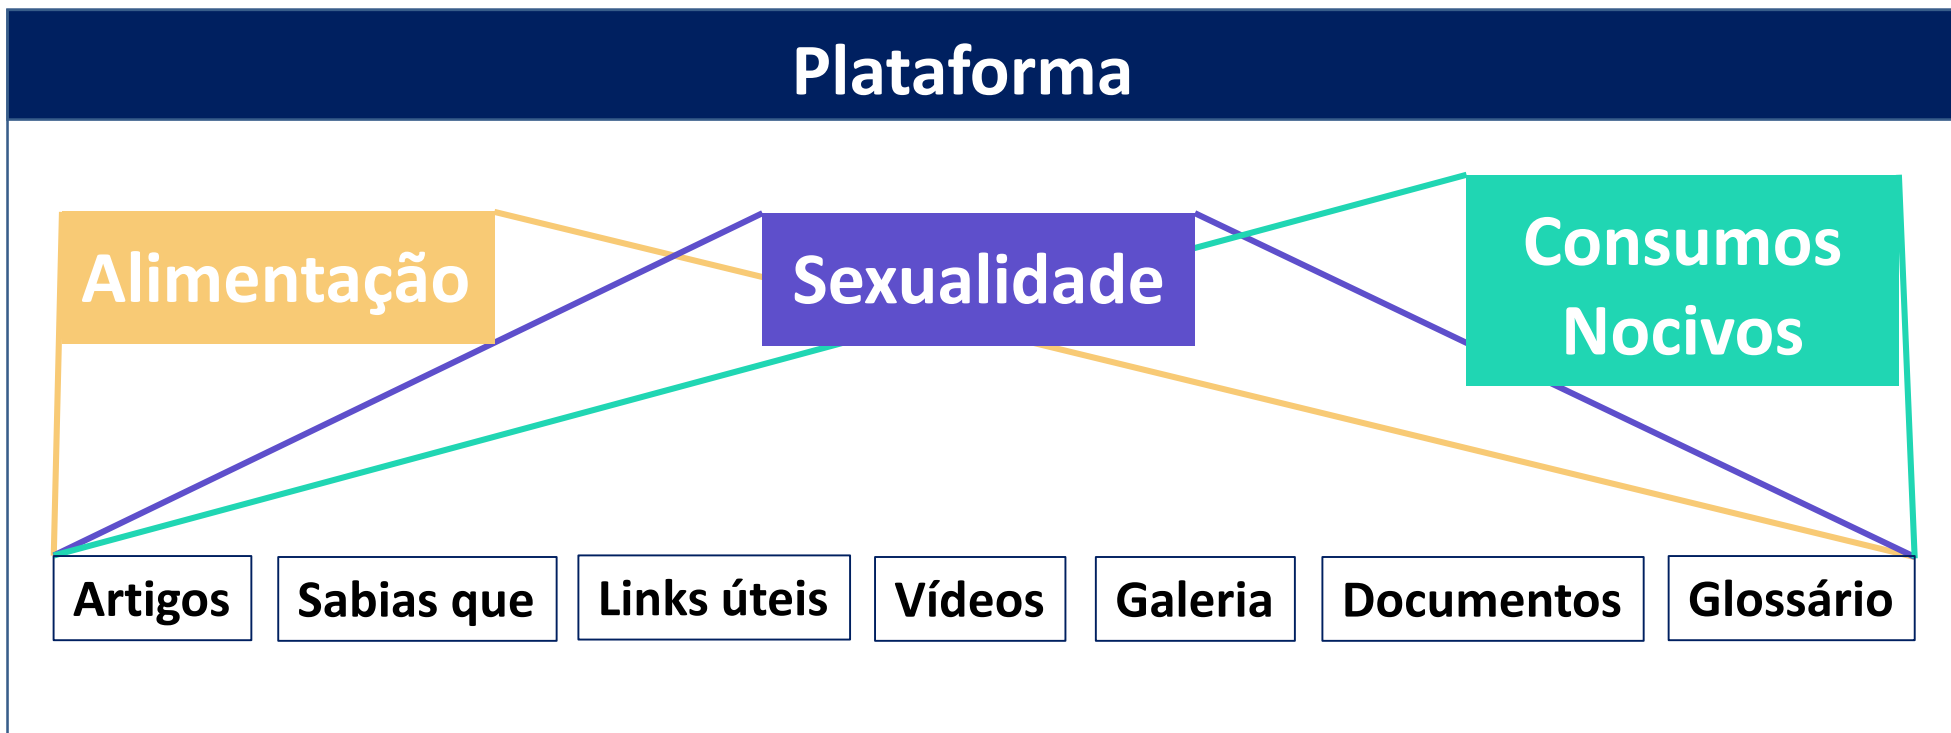 Plataforma
Alimentação
Sexualidade
Consumos
Nocivos
Artigos
Sabias que
Links úteis
Vídeos
Galeria
Documentos
Glossário